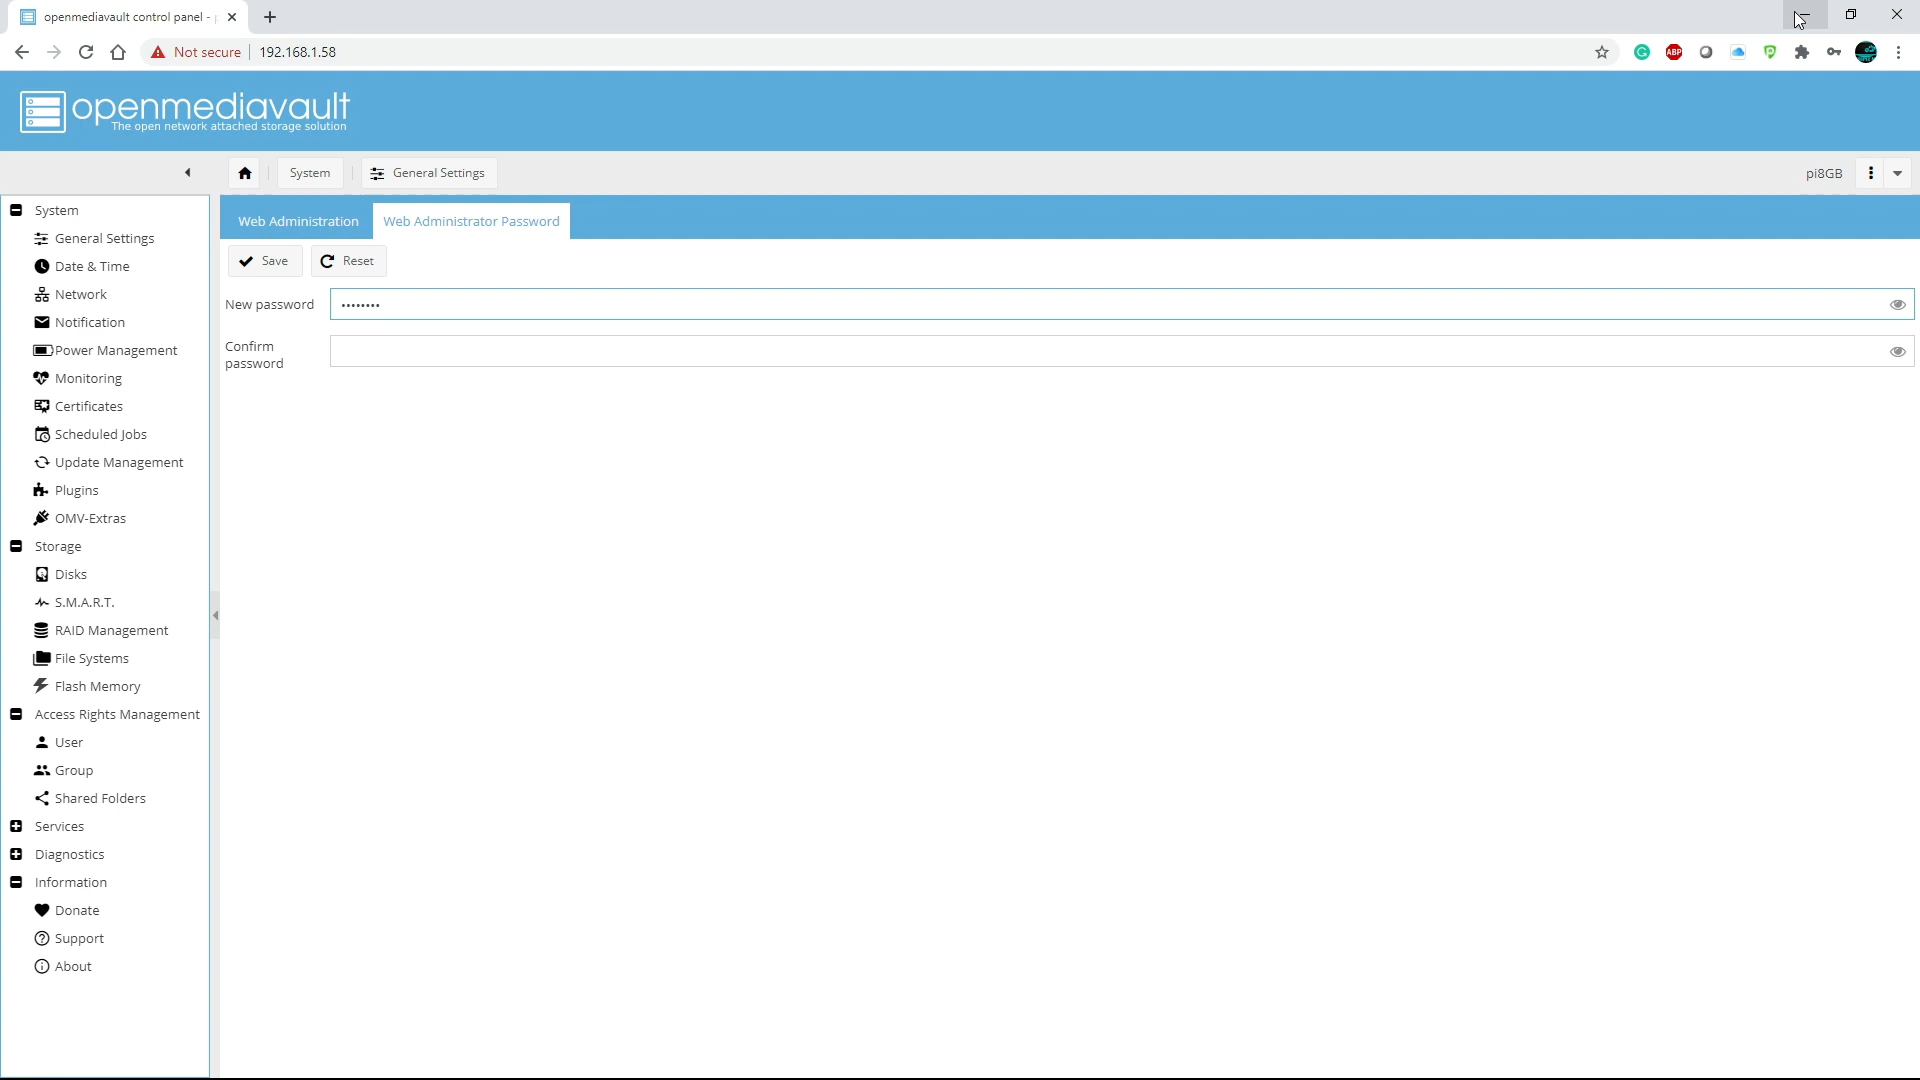 openmediavault control panel -
Not secure
192.168.1.58
ABP
openmediavault
The open network attached storage solution
System
General Settings
pi8GB
System
General Settings
Date & Time
Network
Notification
Power Management
Monitoring
Certificates
Scheduled Jobs
Update Management
Plugins
OMV-Extras
Storage
Disks
S.M.A.R.T.
RAID Management
File Systems
Flash Memory
Access Rights Management
User
Group
Shared Folders
Services
Diagnostics
Information
Donate
Support
About
Web Administration
Web Administrator Password
Save
Reset
New password
••••••••
Confirm
password